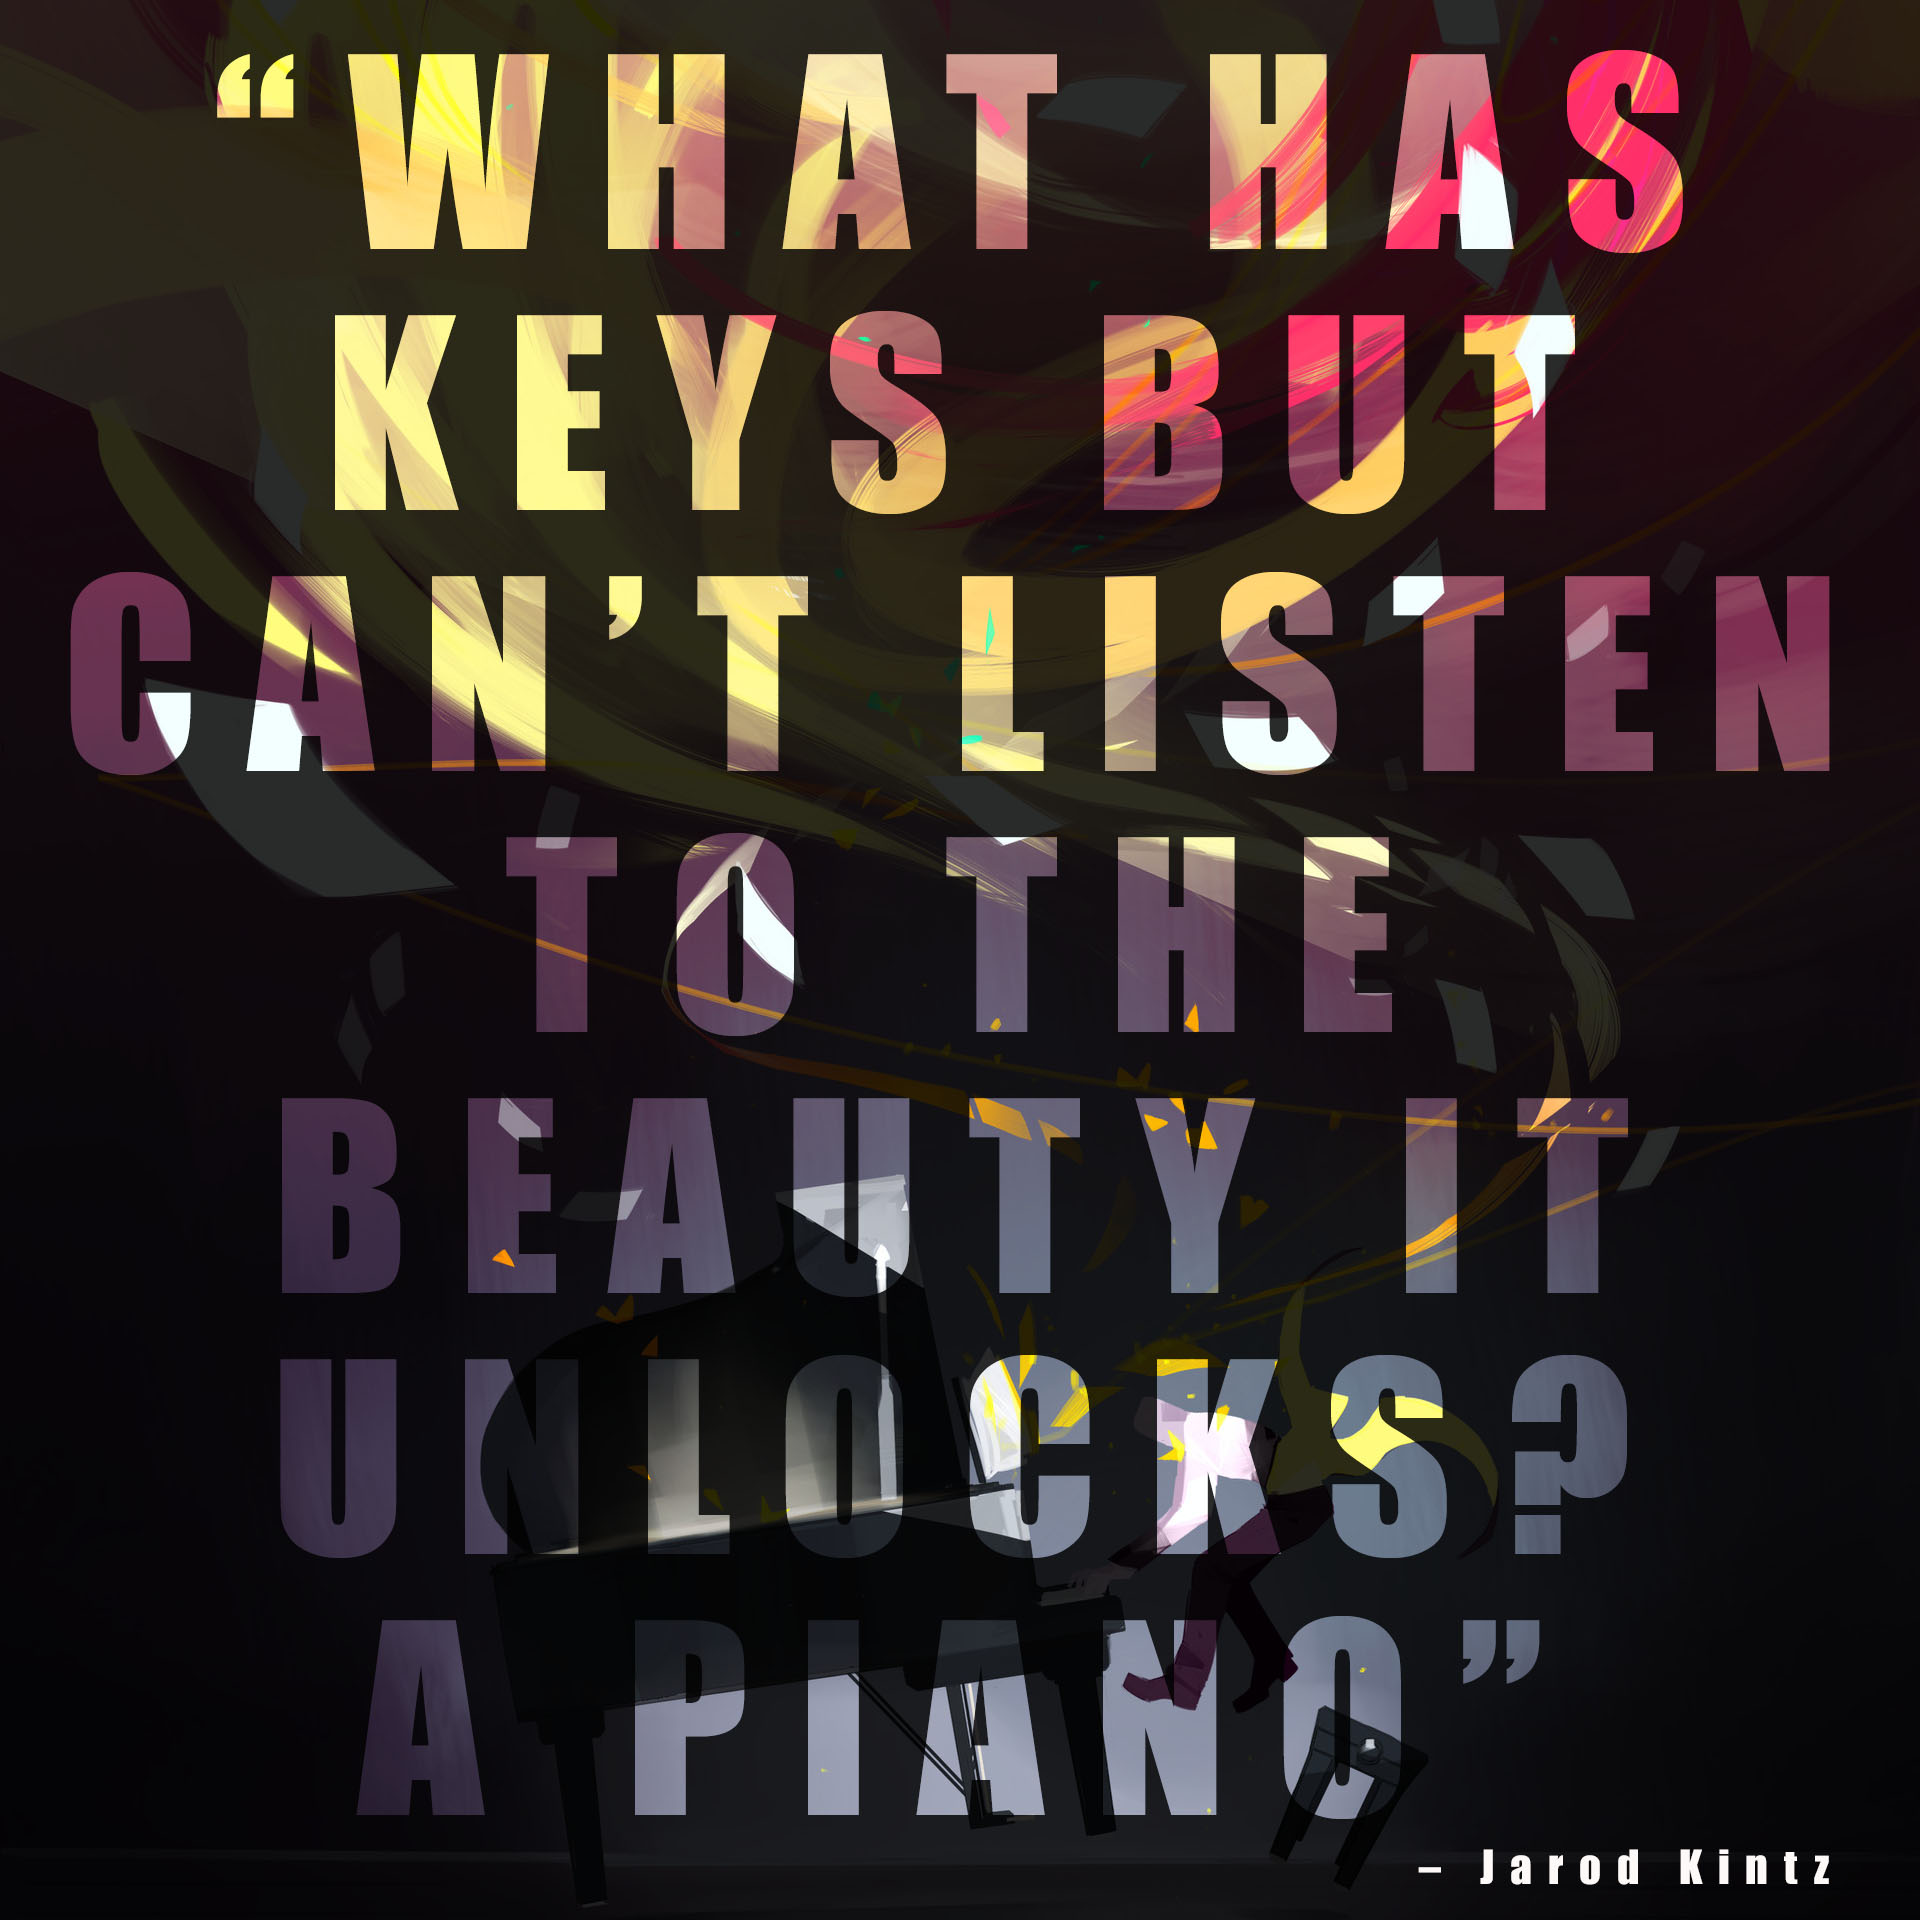 “WHAT HAS
KEYS BUT
CAN’T LISTEN
TO THE
BEAUTY IT
UNLOCKS?
A PIANO”
– Jarod Kintz